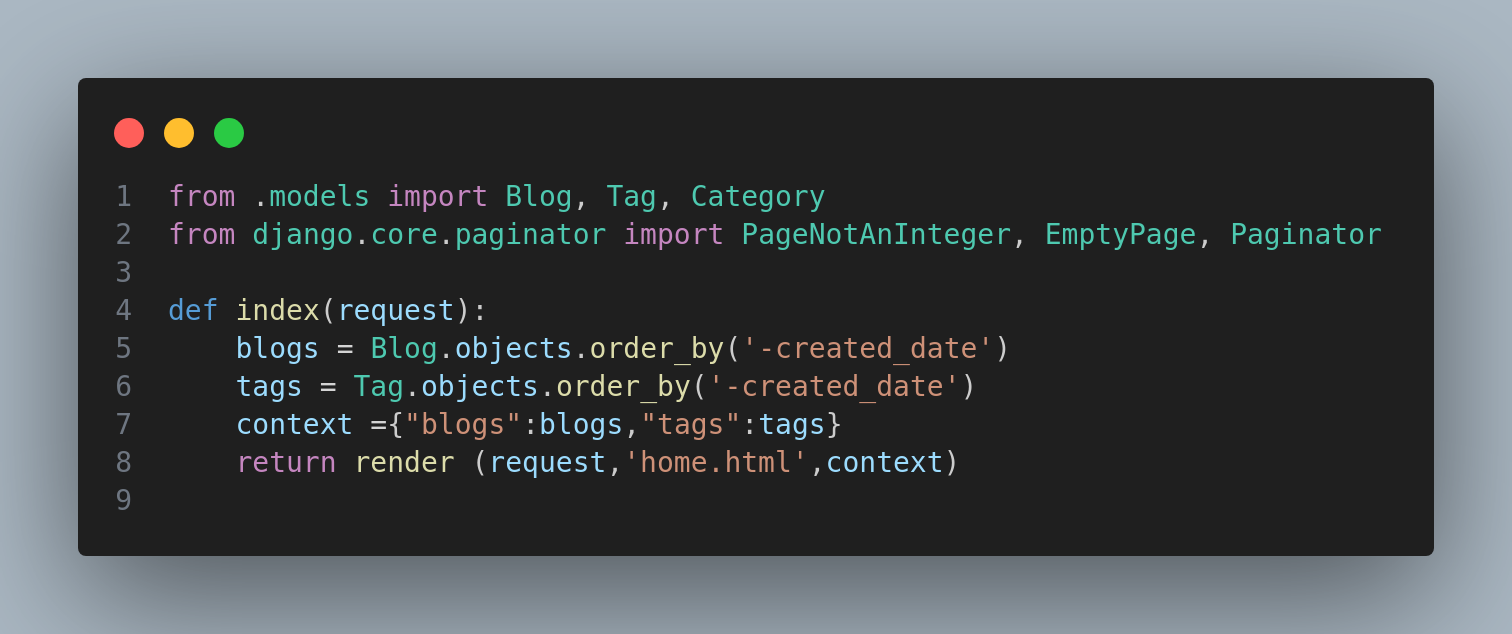 1 from .models import Blog, Tag, Category
2 from django.core.paginator import PageNotAnInteger, EmptyPage, Paginator
3
4 def index(request):
5     blogs = Blog.objects.order_by('-created_date')
6     tags = Tag.objects.order_by('-created_date')
7     context ={"blogs":blogs,"tags":tags}
8     return render (request,'home.html',context)
9